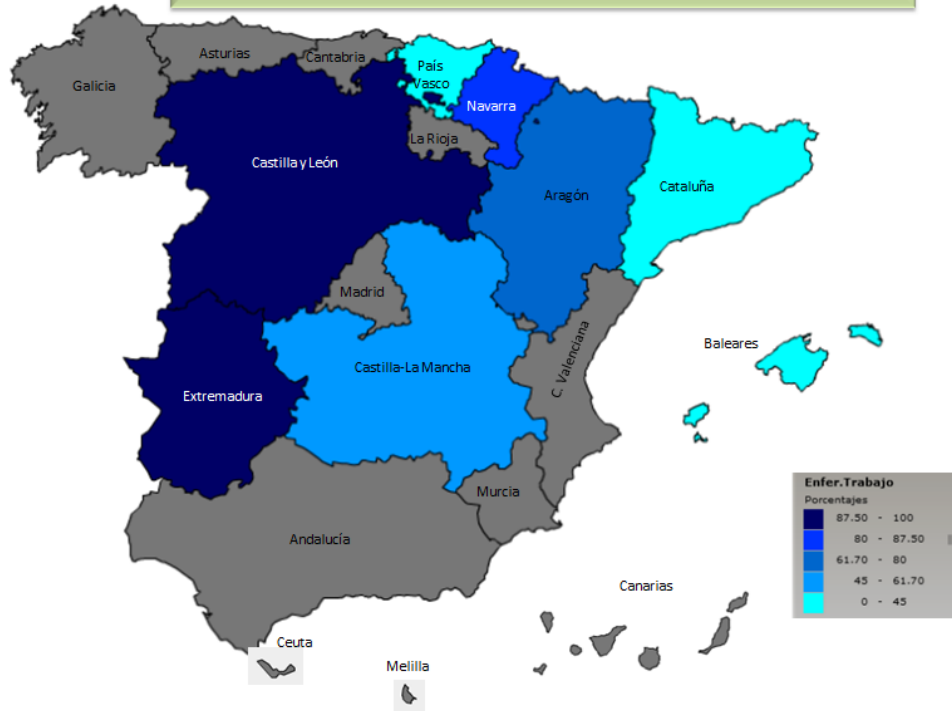 Asturias
Cantabria
País
Vasco
Galicia
Navarra
La Rioja
Castilla y León
Aragón
Cataluña
Madrid
Baleares
C. Valenciana
Castilla-La Mancha
Extremadura
Murcia
Andalucía
Enfer.Trabajo
Porcentajes
87.50 - 100
80 - 87.50
61.70 - 80
45 - 61.70
0 - 45
Canarias
Ceuta
Melilla